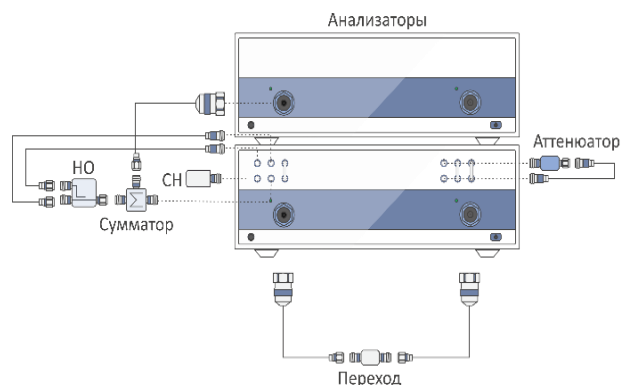 Анализаторы
Аттенюатор
НО
СН
Сумматор
Σ
Переход